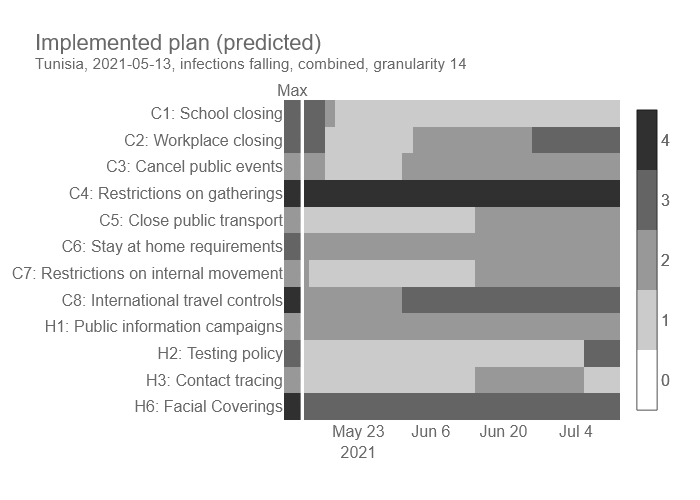 Implemented plan (predicted)
Tunisia, 2021-05-13, infections falling, combined, granularity 14
Max
C1: School closing
C2: Workplace closing
C3: Cancel public events
C4: Restrictions on gatherings
C5: Close public transport
C6: Stay at home requirements
C7: Restrictions on internal movement
C8: International travel controls
H1: Public information campaigns
H2: Testing policy
H3: Contact tracing
H6: Facial Coverings
4
3
2
1
0
May 23 Jun 6 Jun 20 Jul 4
2021